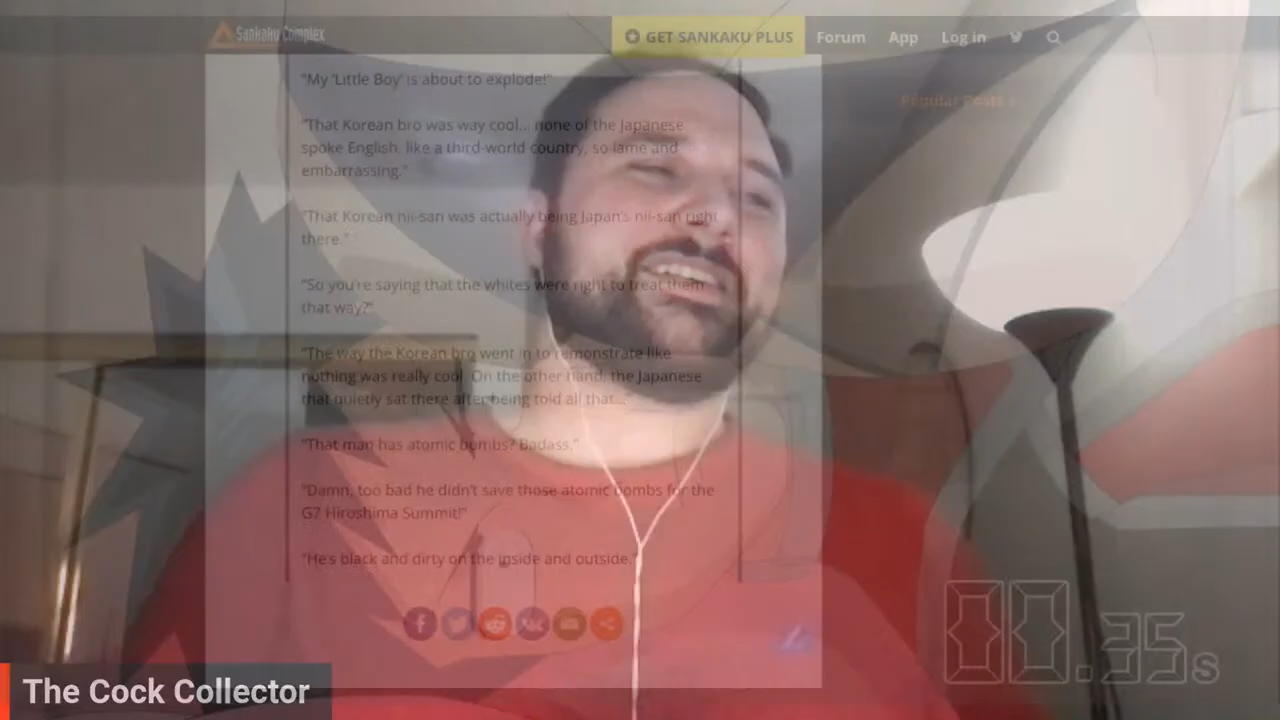 Sankaku Complex
GET SANKAKU PLUS
Forum
App
Log in
Popular Posts »
"My 'Little Boy' is about to explode!"
"That Korean bro was way cool... none of the Japanese
spoke English, like a third-world country, so lame and
embarrassing."
"That Korean nii-san was actually being Japan's nii-san right
there."
"So you're saying that the whites were right to treat them
that way?"
"The way the Korean bro went in to remonstrate like
nothing was really cool. On the other hand, the Japanese
that quietly sat there after being told all that..."
"That man has atomic bombs? Badass."
"Damn, too bad he didn't save those atomic bombs for the
G7 Hiroshima Summit!"
"He's black and dirty on the inside and outside."
00.35s
The Cock Collector